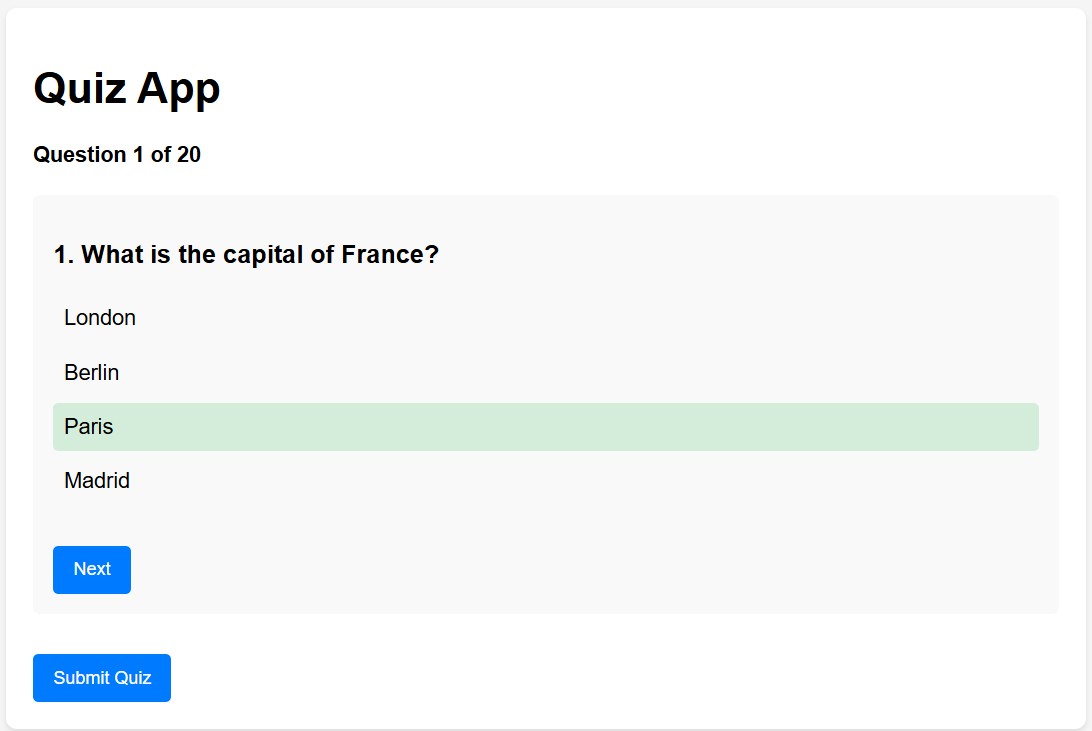 Quiz App
Question 1 of 20
1. What is the capital of France?
London
Berlin
Paris
Madrid
Next
Submit Quiz